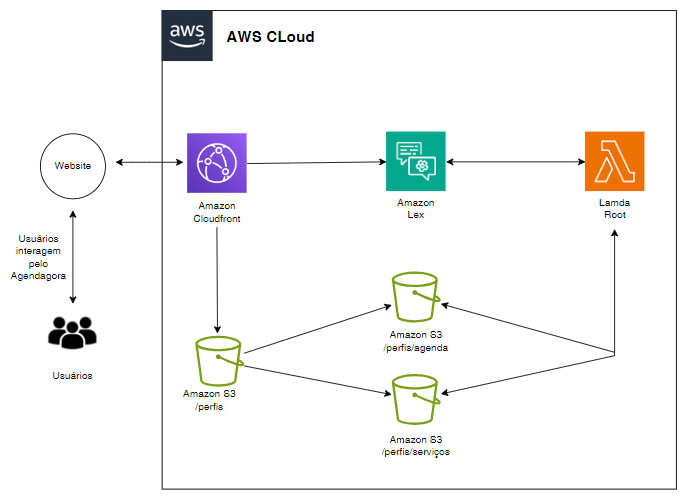 aws
AWS CLoud
Website
Amazon
Cloudfront
Amazon
Lex
Lamda
Root
Usuários
interagem
pelo
Agendagora
Usuários
Amazon S3
/perfis/agenda
Amazon S3
/perfis
Amazon S3
/perfis/serviços